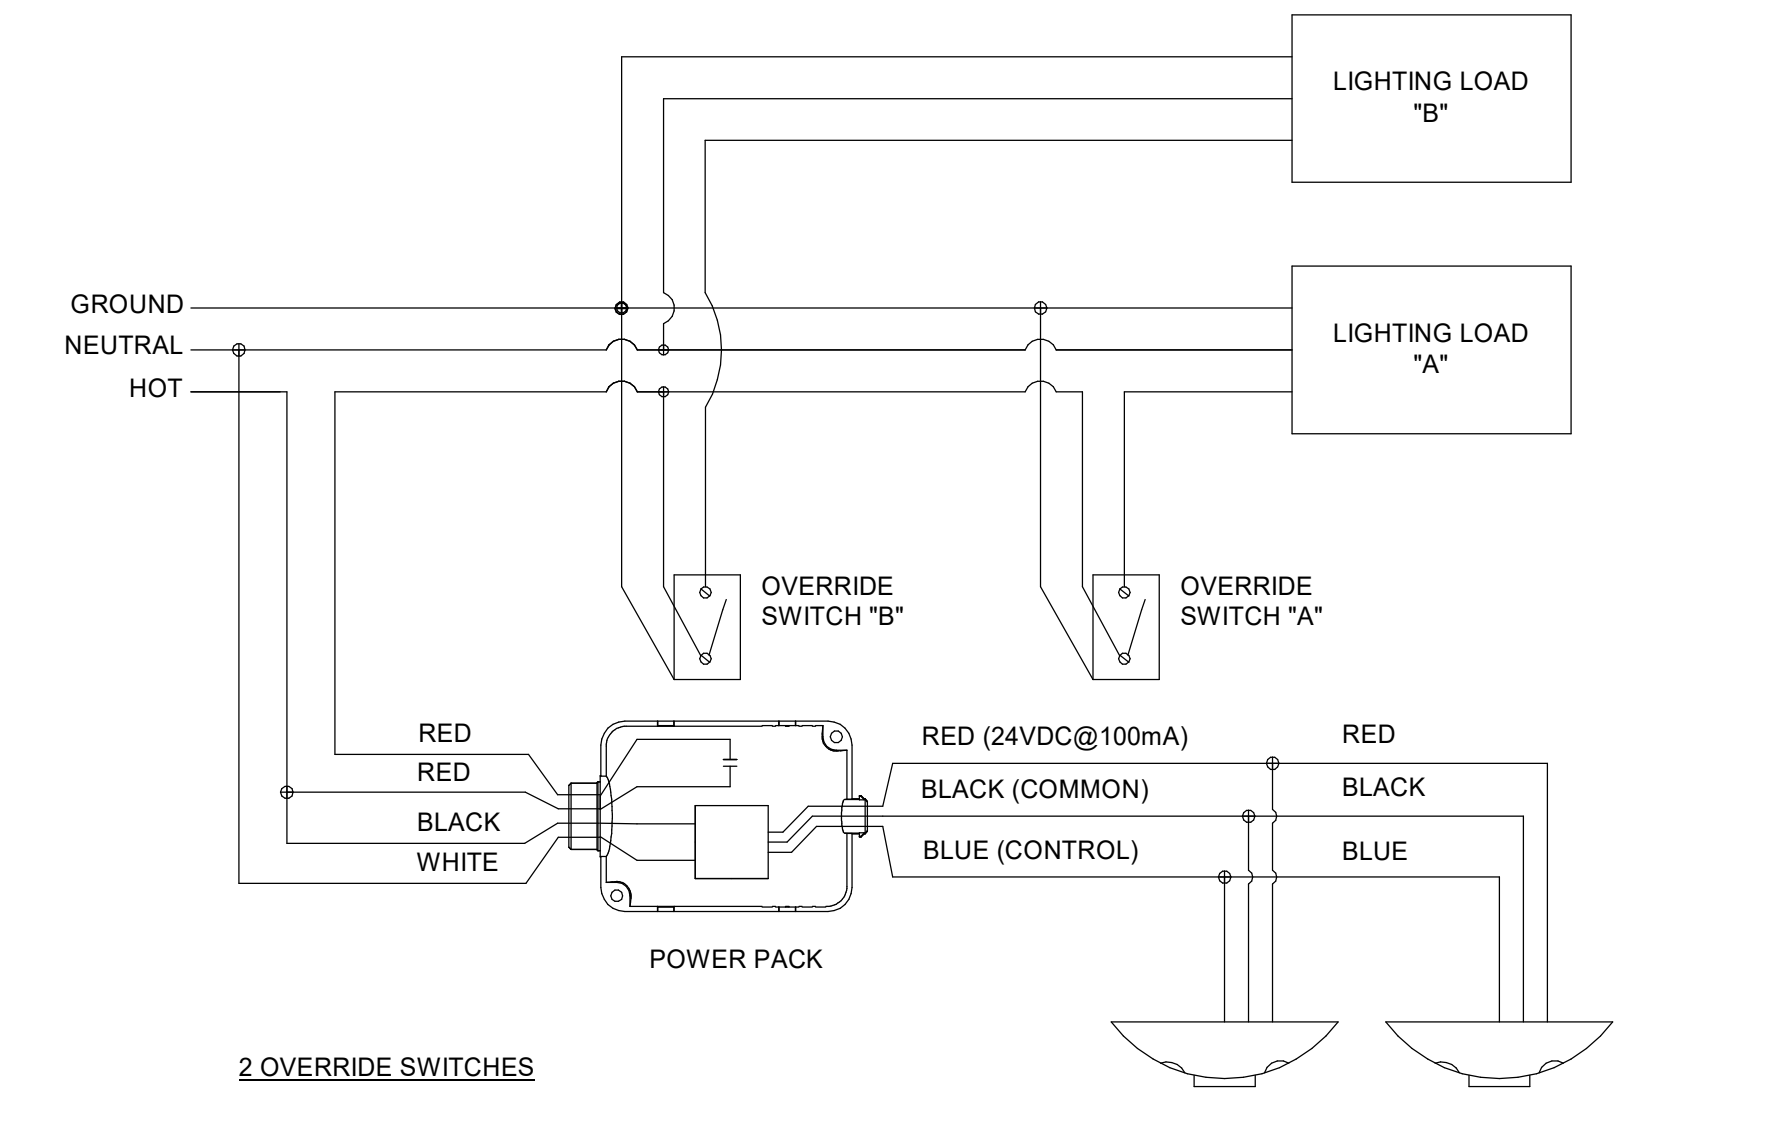 LIGHTING LOAD
"B"
GROUND
NEUTRAL
HOT
LIGHTING LOAD
"A"
OVERRIDE
SWITCH "B"
OVERRIDE
SWITCH "A"
RED
RED
BLACK
WHITE
RED (24VDC@100mA)
BLACK (COMMON)
BLUE (CONTROL)
RED
BLACK
BLUE
POWER PACK
2 OVERRIDE SWITCHES